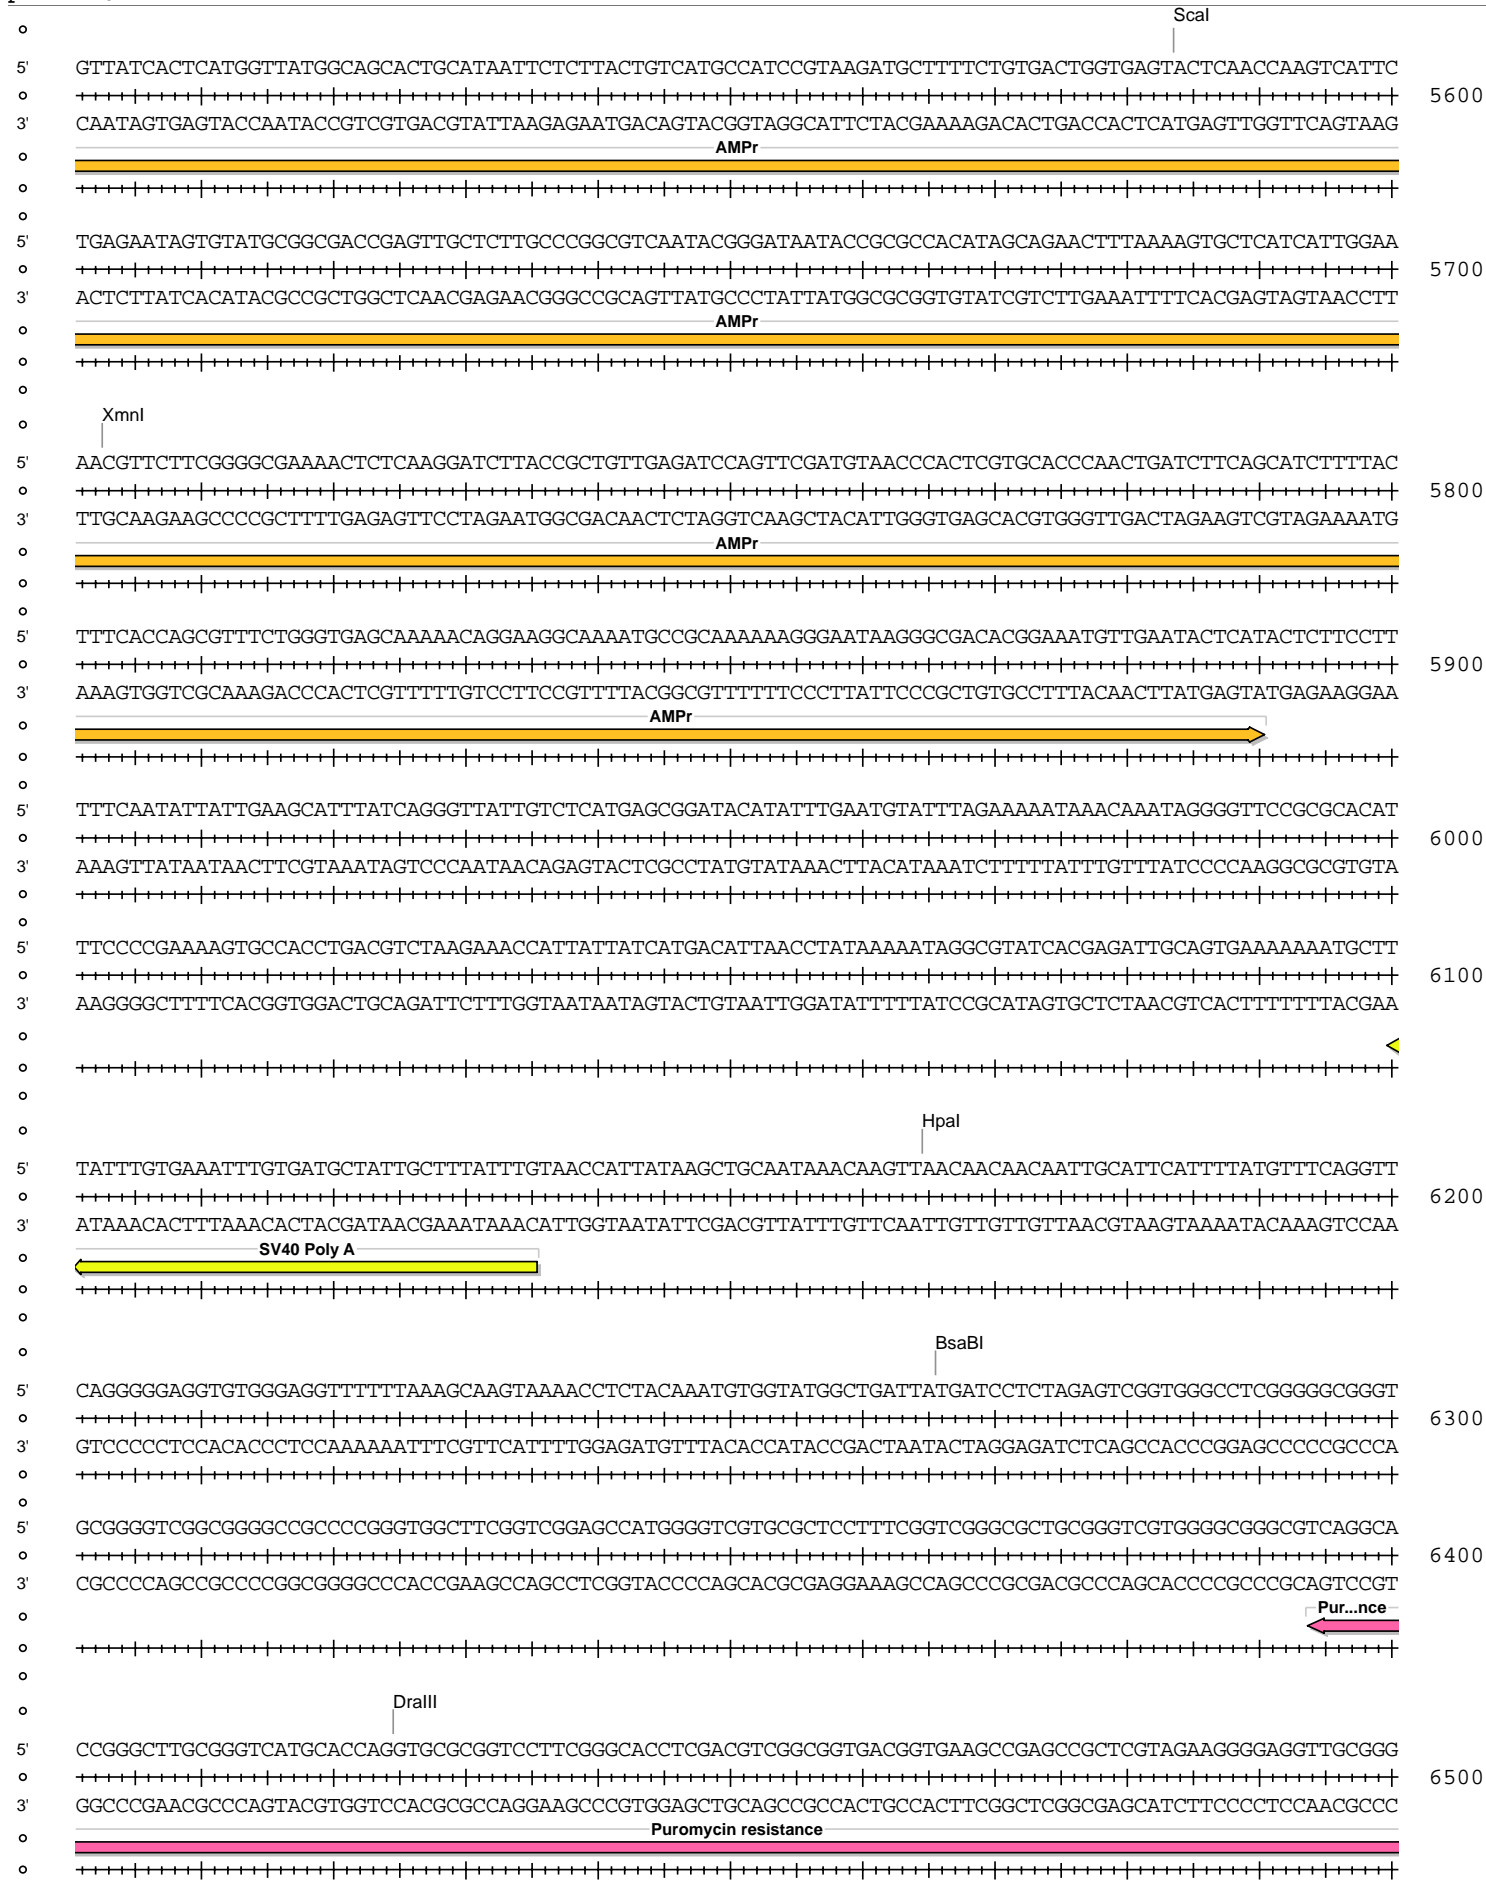 ScaI
5' GTTATCACTCATGGTTATGGCAGCACTGCATAATTCTCTTACTGTCATGCCATCCGTAAGATGCTTTTCTGTGACTGGTGAGTACTCAACCAAGTCATTC
5600
3' CAATAGTGAGTACCAATACCGTCGTGACGTATTAAGAGAATGACAGTACGGTAGGCATTCTACGAAAAGACACTGACCACTCATGAGTTGGTTCAGTAAG
AMPr
5' TGAGAATAGTGTATGCGGCGACCGAGTTGCTCTTGCCCGGCGTCAATACGGGATAATACCGCGCCACATAGCAGAACTTTAAAAGTGCTCATCATTGGAA
5700
3' ACTCTTATCACATACGCCGCTGGCTCAACGAGAACGGGCCGCAGTTATGCCCTATTATGGCGCGGTGTATCGTCTTGAAATTTTCACGAGTAGTAACCTT
AMPr
XmnI
5' AACGTTCTTCGGGGCGAAAACTCTCAAGGATCTTACCGCTGTTGAGATCCAGTTCGATGTAACCCACTCGTGCACCCAACTGATCTTCAGCATCTTTTAC
5800
3' TTGCAAGAAGCCCCGCTTTTGAGAGTTCCTAGAATGGCGACAACTCTAGGTCAAGCTACATTGGGTGAGCACGTGGGTTGACTAGAAGTCGTAGAAAATG
AMPr
5' TTTCACCAGCGTTTCTGGGTGAGCAAAAACAGGAAGGCAAAATGCCGCAAAAAAGGGAATAAGGGCGACACGGAAATGTTGAATACTCATACTCTTCCTT
5900
3' AAAGTGGTCGCAAAGACCCACTCGTTTTTGTCCTTCCGTTTTACGGCGTTTTTTCCCTTATTCCCGCTGTGCCTTTACAACTTATGAGTATGAGAAGGAA
AMPr
5' TTTCAATATTATTGAAGCATTTATCAGGGTTATTGTCTCATGAGCGGATACATATTTGAATGTATTTAGAAAAATAAACAAATAGGGGTTCCGCGCACAT
6000
3' AAAGTTATAATAACTTCGTAAATAGTCCCAATAACAGAGTACTCGCCTATGTATAAACTTACATAAATCTTTTTATTTGTTTATCCCCAAGGCGCGTGTA
5' TTCCCCGAAAAGTGCCACCTGACGTCTAAGAAACCATTATTATCATGACATTAACCTATAAAAATAGGCGTATCACGAGATTGCAGTGAAAAAAATGCTT
6100
3' AAGGGGCTTTTCACGGTGGACTGCAGATTCTTTGGTAATAATAGTACTGTAATTGGATATTTTTATCCGCATAGTGCTCTAACGTCACTTTTTTTACGAA
HpaI
5' TATTTGTGAAATTTGTGATGCTATTGCTTTATTTGTAACCATTATAAGCTGCAATAAACAAGTTAACAACAACAATTGCATTCATTTTATGTTTCAGGTT
6200
3' ATAAACACTTTAAACACTACGATAACGAAATAAACATTGGTAATATTCGACGTTATTTGTTCAATTGTTGTTGTTAACGTAAGTAAAATACAAAGTCCAA
SV40 Poly A
BsaBI
5' CAGGGGGAGGTGTGGGAGGTTTTTTAAAGCAAGTAAAACCTCTACAAATGTGGTATGGCTGATTATGATCCTCTAGAGTCGGTGGGCCTCGGGGGCGGGT
6300
3' GTCCCCCTCCACACCCTCCAAAAAATTTCGTTCATTTTGGAGATGTTTACACCATACCGACTAATACTAGGAGATCTCAGCCACCCGGAGCCCCCGCCCA
5' GCGGGGTCGGCGGGGCCGCCCCGGGTGGCTTCGGTCGGAGCCATGGGGTCGTGCGCTCCTTTCGGTCGGGCGCTGCGGGTCGTGGGGCGGGCGTCAGGCA
6400
3' CGCCCCAGCCGCCCCGGCGGGGCCCACCGAAGCCAGCCTCGGTACCCCAGCACGCGAGGAAAGCCAGCCCGCGACGCCCAGCACCCCGCCCGCAGTCCGT
Pur...nce
DraIII
5' CCGGGCTTGCGGGTCATGCACCAGGTGCGCGGTCCTTCGGGCACCTCGACGTCGGCGGTGACGGTGAAGCCGAGCCGCTCGTAGAAGGGGAGGTTGCGGG
6500
3' GGCCCGAACGCCCAGTACGTGGTCCACGCGCCAGGAAGCCCGTGGAGCTGCAGCCGCCACTGCCACTTCGGCTCGGCGAGCATCTTCCCCTCCAACGCCC
Puromycin resistance